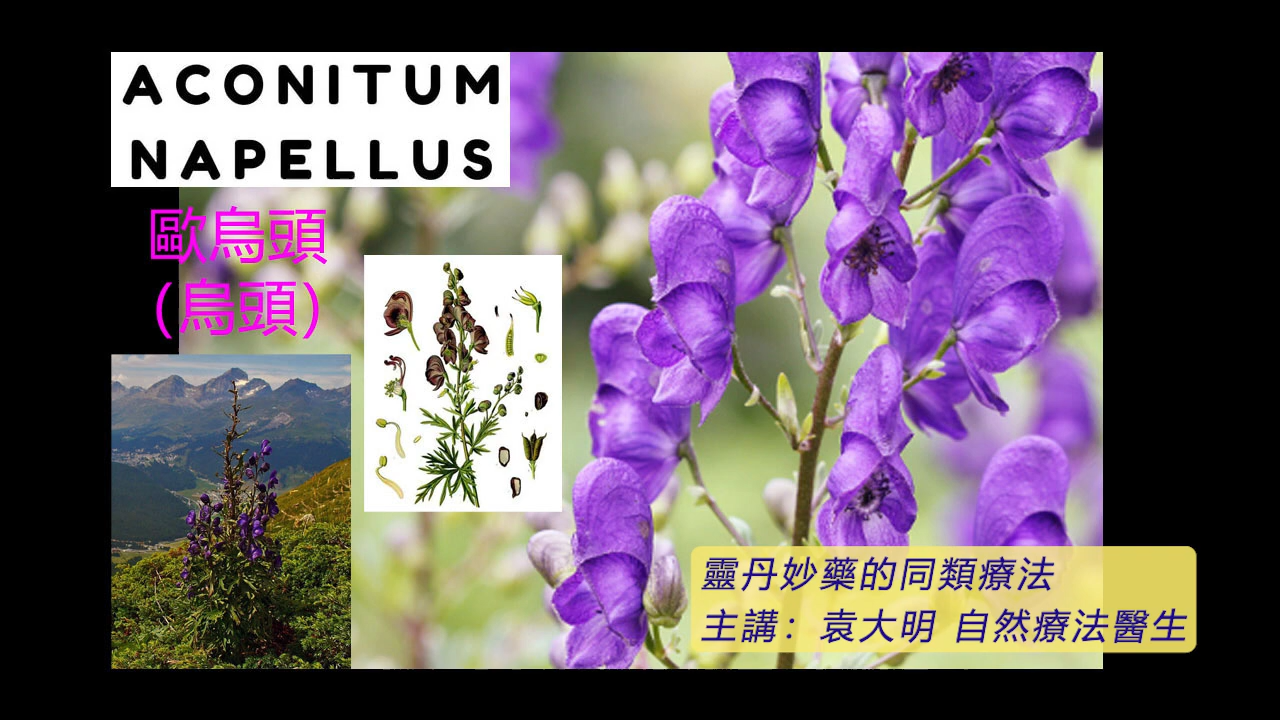 ACONITUM
NAPELLUS
歐烏頭
(烏頭)
靈丹妙藥的同類療法
主講: 袁大明 自然療法醫生